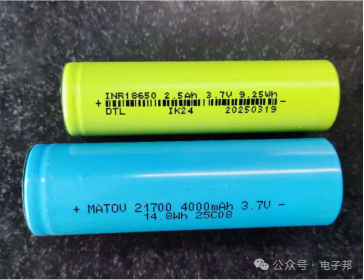 INR18650 2.5Ah 3.7V 9.25Wh
+ -
DTL IK24 20250319
+ MATOV 21700 4000mAh 3.7V -
14.8Wh 25C08
公众号 · 电子邦